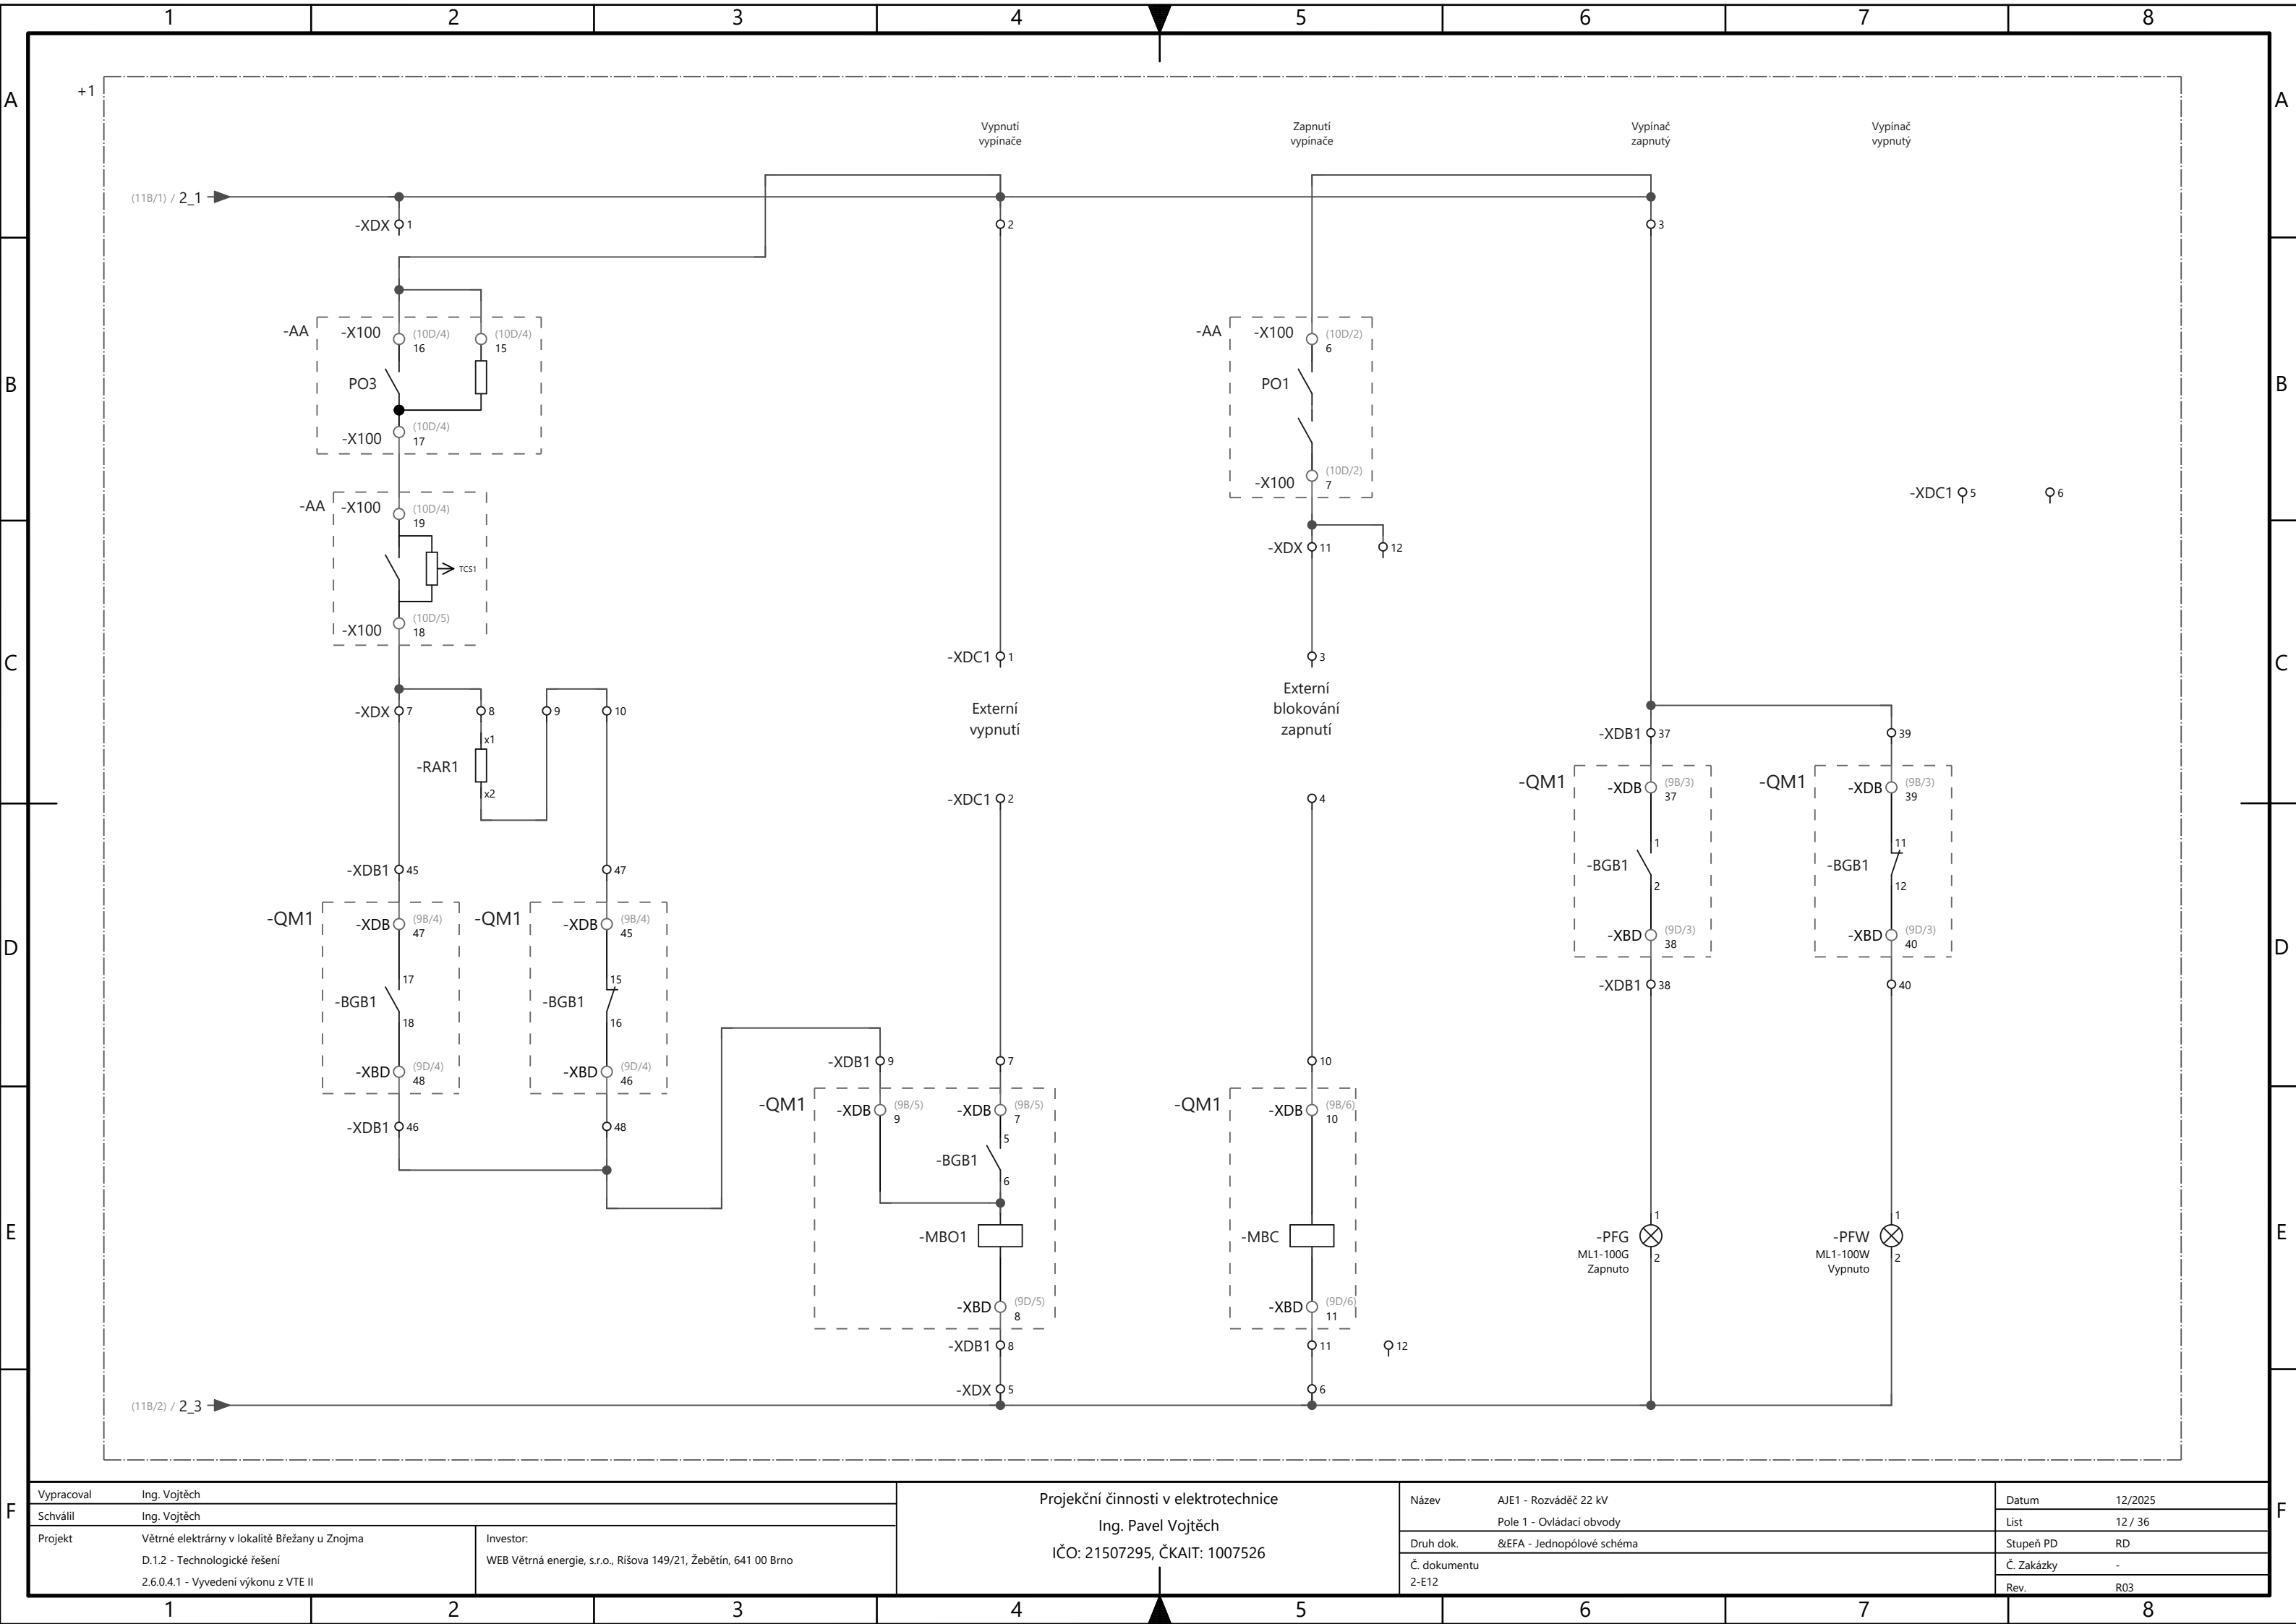 1 2 3 4 5 6 7 8
A A
+1
Vypnutí
vypínače
Zapnutí
vypínače
Vypínač
zapnutý
Vypínač
vypnutý
(11B/1) / 2_1
-XDX 1
2
3
B B
-AA -X100 (10D/4) 16
(10D/4) 15
PO3
-X100 (10D/4) 17
-AA -X100 (10D/2) 6
PO1
-X100 (10D/2) 7
-XDC1 5 6
-AA -X100 (10D/4) 19
TCS1
-X100 (10D/5) 18
-XDX 11 12
C C
-XDC1 1
3
Externí
vypnutí
Externí
blokování
zapnutí
-XDX 7 8 9 10
x1
-RAR1
x2
-XDC1 2
4
-XDB1 37 39
-QM1 -XDB (9B/3) 37
-QM1 -XDB (9B/3) 39
1
-BGB1
2
11
-BGB1
12
-XBD (9D/3) 38
-XBD (9D/3) 40
-XDB1 38 40
D D
-XDB1 45 47
-QM1 -XDB (9B/4) 47
-QM1 -XDB (9B/4) 45
17
-BGB1
18
15
-BGB1
16
-XBD (9D/4) 48
-XBD (9D/4) 46
-XDB1 46 48
-XDB1 9 7 10
-QM1 -XDB (9B/5) 9
-XDB (9B/5) 7
5
-BGB1
6
-MBO1
-XBD (9D/5) 8
-XDB1 8
-XDX 5
-QM1 -XDB (9B/6) 10
-MBC
-XBD (9D/6) 11
11 12
6
E E
1
-PFG
ML1-100G
2
Zapnuto
1
-PFW
ML1-100W
2
Vypnuto
(11B/2) / 2_3
F F
Vypracoval Ing. Vojtěch
Schválil Ing. Vojtěch
Projekt Větrné elektrárny v lokalitě Břežany u Znojma
D.1.2 - Technologické řešení
2.6.0.4.1 - Vyvedení výkonu z VTE II
Investor:
WEB Větrná energie, s.r.o., Ríšova 149/21, Žebětín, 641 00 Brno
Projekční činnosti v elektrotechnice
Ing. Pavel Vojtěch
IČO: 21507295, ČKAIT: 1007526
Název AJE1 - Rozváděč 22 kV
Pole 1 - Ovládací obvody
Druh dok. &EFA - Jednopólové schéma
Č. dokumentu
2-E12
Datum 12/2025
List 12 / 36
Stupeň PD RD
Č. Zakázky -
Rev. R03
1 2 3 4 5 6 7 8